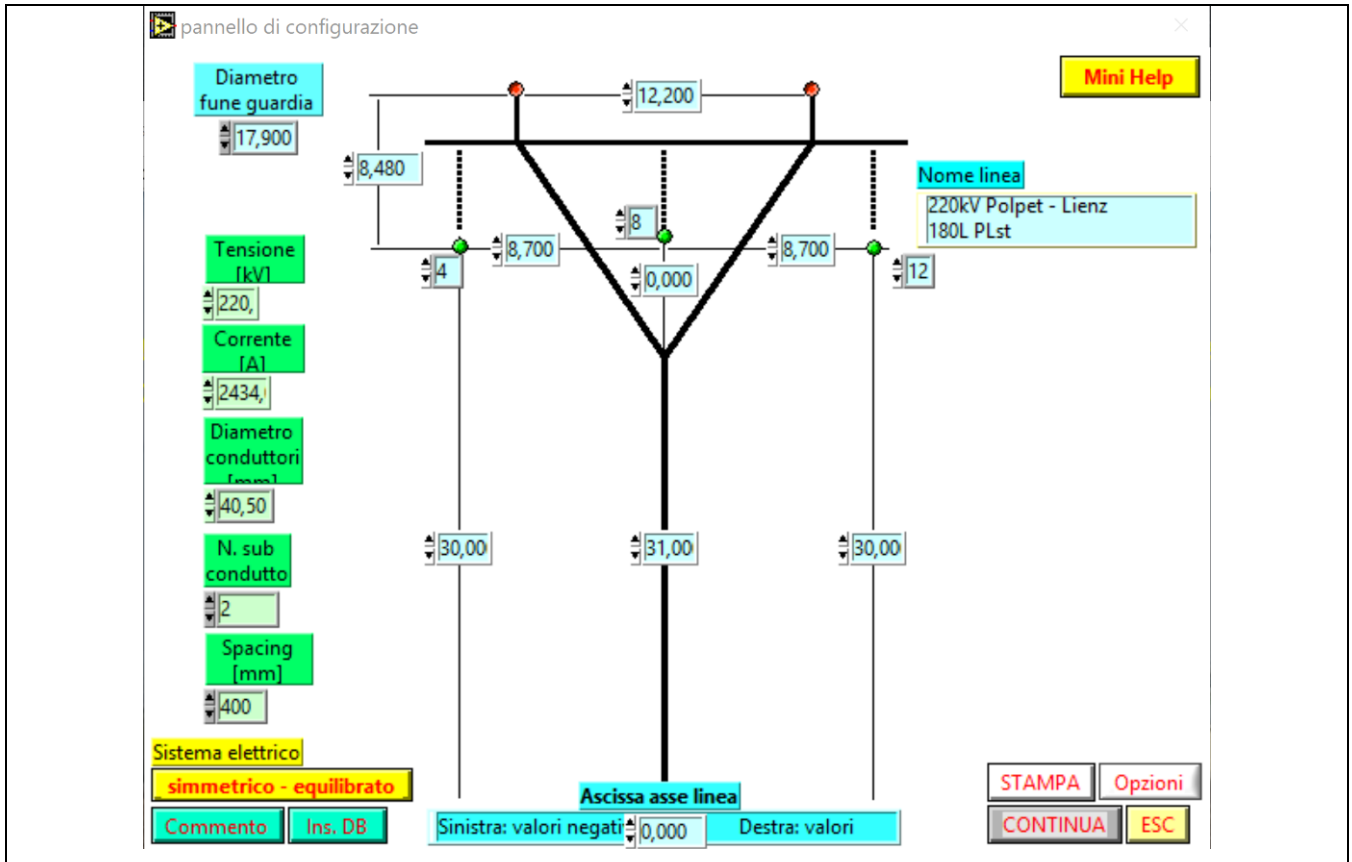 pannello di configurazione
Diametro
fune guardia
17,900
12,200
Mini Help
8,480
Nome linea
220kV Polpet - Lienz
180L PLst
8
8,700
8,700
4
0,000
12
Tensione
[kV]
220,
Corrente
[A]
2434,
Diametro
conduttori
[mm]
40,50
N. sub
condutto
2
30,00
31,00
30,00
Spacing
[mm]
400
Sistema elettrico
simmetrico - equilibrato
Commento
Ins. DB
Ascissa asse linea
Sinistra: valori negati
0,000
Destra: valori
STAMPA
Opzioni
CONTINUA
ESC